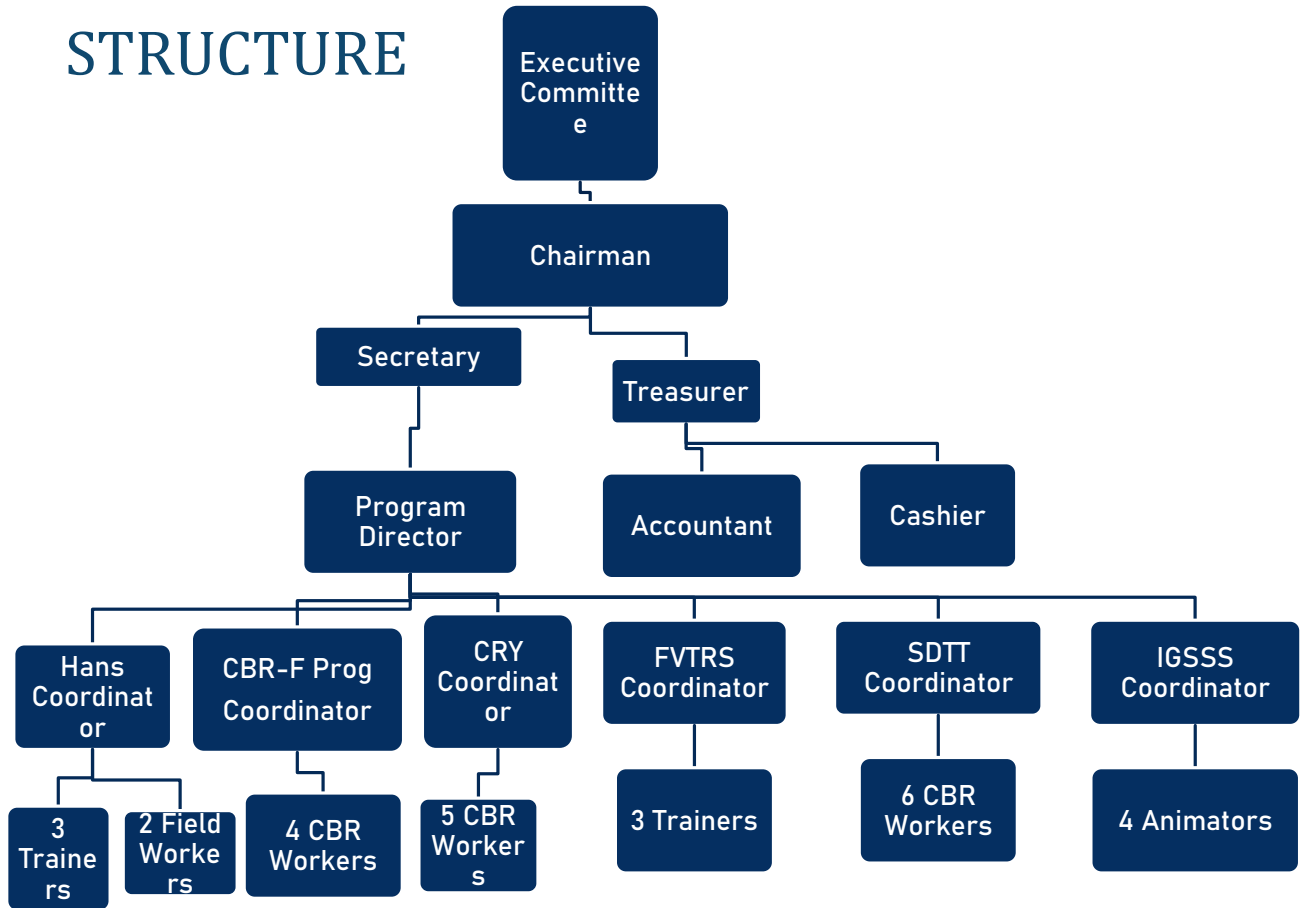 STRUCTURE
Executive
Committe
e
Chairman
Secretary
Treasurer
Program
Director
Accountant
Cashier
Hans
Coordinat
or
CBR-F Prog
Coordinator
CRY
Coordinat
or
FVTRS
Coordinator
SDTT
Coordinator
IGSSS
Coordinator
3
Traine
rs
2 Field
Worke
rs
4 CBR
Workers
5 CBR
Worker
s
3 Trainers
6 CBR
Workers
4 Animators